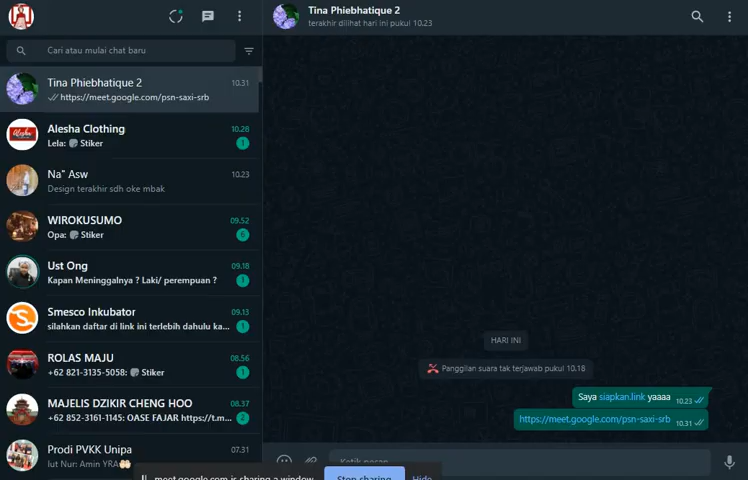 Cari atau mulai chat baru
Tina Phiebhatique 2
10.31
https://meet.google.com/psn-saxi-srb
Alesha Clothing
10.28
Lela: Stiker
1
Na" Asw
10.23
Design terakhir sdh oke mbak
WIROKUSUMO
09.52
Opa: Stiker
6
Ust Ong
09.18
Kapan Meninggalnya ? Laki/ perempuan ?
1
Smesco Inkubator
09.13
silahkan daftar di link ini terlebih dahulu ka...
1
ROLAS MAJU
08.56
+62 821-3135-5058: Stiker
1
MAJELIS DZIKIR CHENG HOO
08.37
+62 852-3161-1145: OASE FAJAR https://t.m...
2
Prodi PVKK Unipa
07.31
Iut Nur: Amin YRA
Tina Phiebhatique 2
terakhir dilihat hari ini pukul 10.23
HARI INI
Panggilan suara tak terjawab pukul 10.18
Saya siapkan.link yaaaa 10.23
https://meet.google.com/psn-saxi-srb 10.31
Ketik pesan
meet.google.com is sharing a window.
Stop sharing
Hide